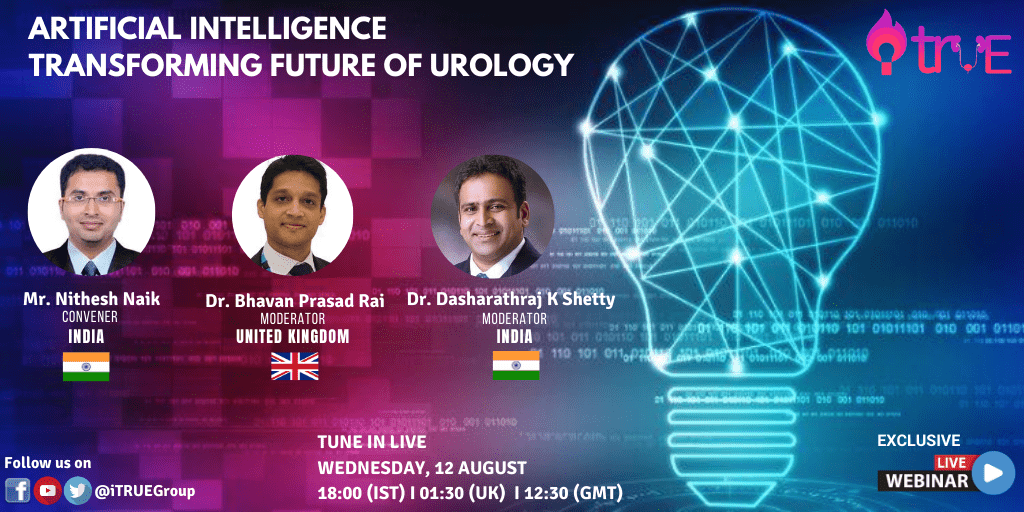 ARTIFICIAL INTELLIGENCE
TRANSFORMING FUTURE OF UROLOGY
trUE
Mr. Nithesh Naik
CONVENER
INDIA
Dr. Bhavan Prasad Rai
MODERATOR
UNITED KINGDOM
Dr. Dasharathraj K Shetty
MODERATOR
INDIA
TUNE IN LIVE
WEDNESDAY, 12 AUGUST
18:00 (IST) I 01:30 (UK) I 12:30 (GMT)
Follow us on
@iTRUEGroup
EXCLUSIVE
LIVE
WEBINAR